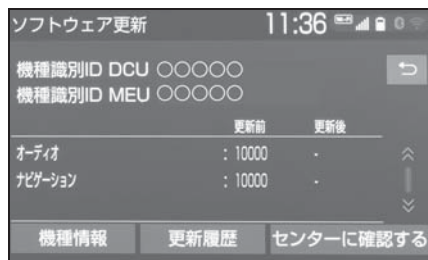 ソフトウェア更新 11:36
機種識別ID DCU ○○○○○
機種識別ID MEU ○○○○○
更新前 更新後
オーディオ : 10000 -
ナビゲーション : 10000 -
機種情報 更新履歴 センターに確認する